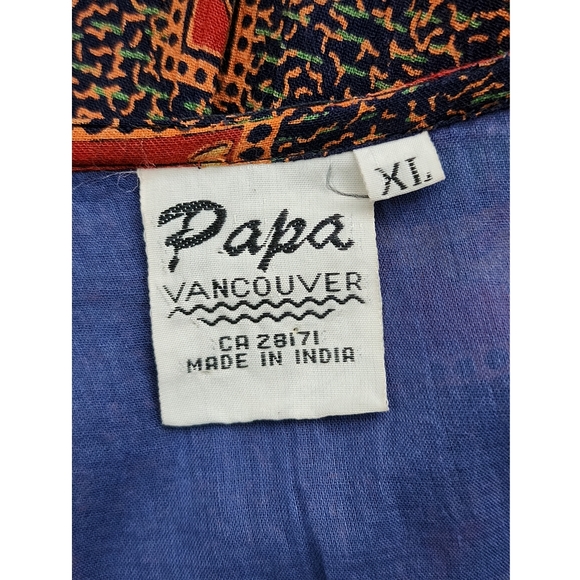 XL
Papa
VANCOUVER
CA 28171
MADE IN INDIA